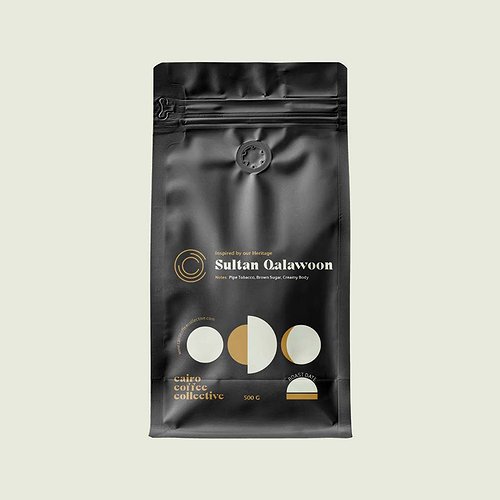 Inspired by our Heritage
Sultan Qalawoon
Notes: Pipe Tobacco, Brown Sugar, Creamy Body
ROAST DATE
cairo
coffee
collective
500 G